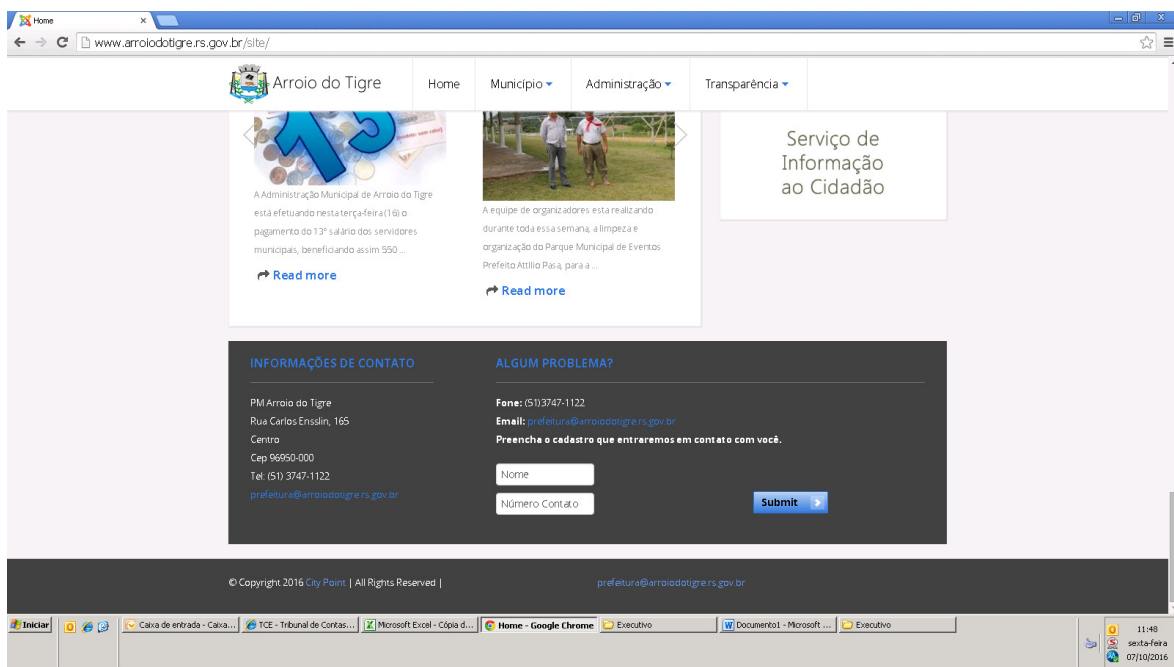 Home
www.arroiodotigre.rs.gov.br/site/
Arroio do Tigre
Home
Município
Administração
Transparência
A Administração Municipal de Arroio do Tigre
está efetuando nesta terça-feira (16) o
pagamento do 13º salário dos servidores
municipais, beneficiando assim 550 ...
Read more
A equipe de organizadores esta realizando
durante toda essa semana, a limpeza e
organização do Parque Municipal de Eventos
Prefeito Attílio Pasa, para a ...
Read more
Serviço de
Informação
ao Cidadão
INFORMAÇÕES DE CONTATO
PM Arroio do Tigre
Rua Carlos Ensslin, 165
Centro
Cep 96950-000
Tel: (51) 3747-1122
prefeitura@arroiodotigre.rs.gov.br
ALGUM PROBLEMA?
Fone: (51)3747-1122
Email: prefeitura@arroiodotigre.rs.gov.br
Preencha o cadastro que entraremos em contato com você.
Nome
Número Contato
Submit
© Copyright 2016 City Point | All Rights Reserved |
prefeitura@arroiodotigre.rs.gov.br
Iniciar
Caixa de entrada - Caixa...
TCE - Tribunal de Contas...
Microsoft Excel - Cópia d...
Home - Google Chrome
Executivo
Documento1 - Microsoft ...
Executivo
11:48
sexta-feira
07/10/2016